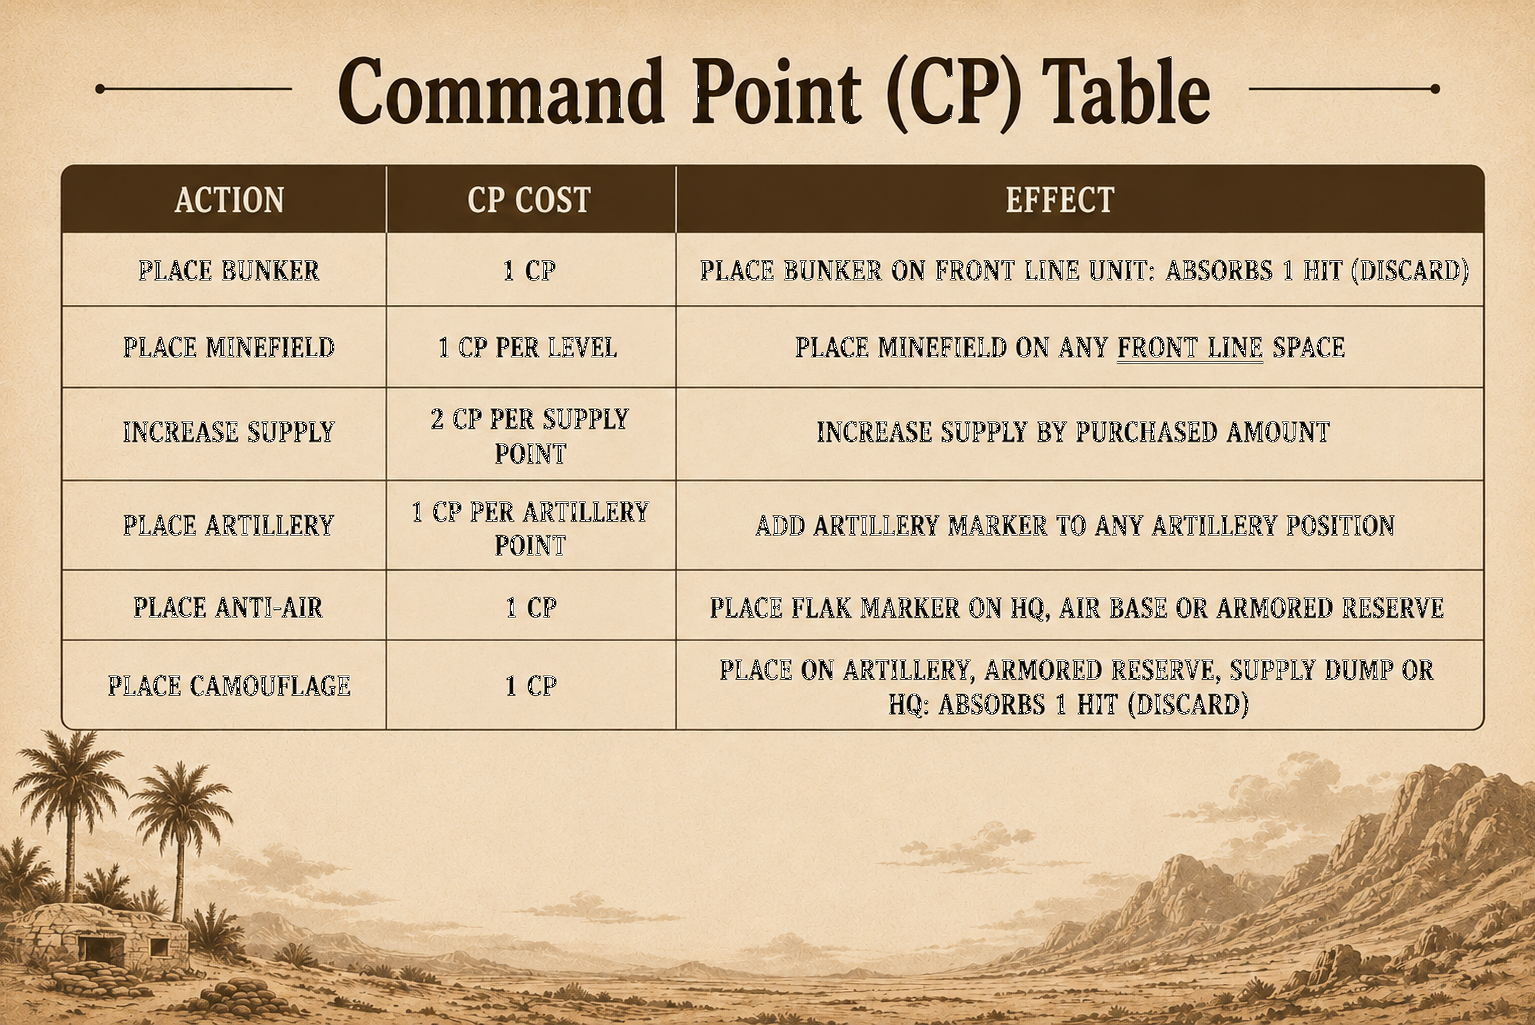 Command Point (CP) Table
ACTION CP COST EFFECT
PLACE BUNKER 1 CP PLACE BUNKER ON FRONT LINE UNIT: ABSORBS 1 HIT (DISCARD)
PLACE MINEFIELD 1 CP PER LEVEL PLACE MINEFIELD ON ANY FRONT LINE SPACE
INCREASE SUPPLY 2 CP PER SUPPLY
POINT INCREASE SUPPLY BY PURCHASED AMOUNT
PLACE ARTILLERY 1 CP PER ARTILLERY
POINT ADD ARTILLERY MARKER TO ANY ARTILLERY POSITION
PLACE ANTI-AIR 1 CP PLACE FLAK MARKER ON HQ, AIR BASE OR ARMORED RESERVE
PLACE CAMOUFLAGE 1 CP PLACE ON ARTILLERY, ARMORED RESERVE, SUPPLY DUMP OR
HQ: ABSORBS 1 HIT (DISCARD)